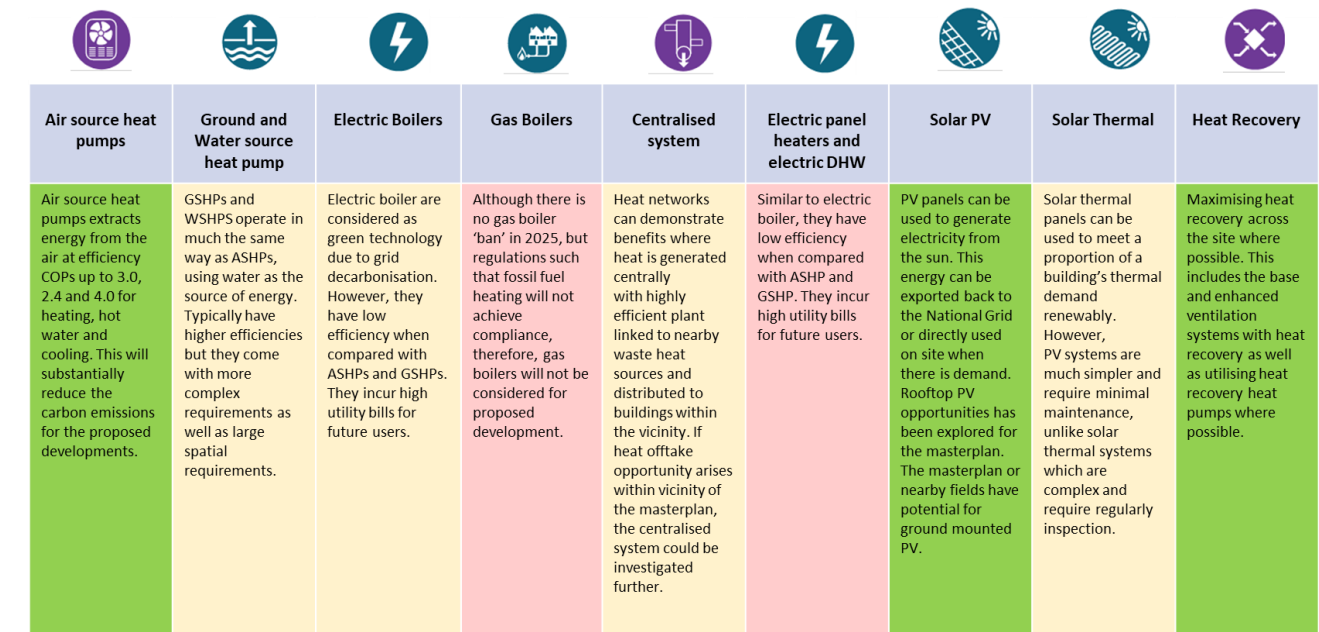 Air source heat
pumps
Ground and
Water source
heat pump
Electric Boilers
Gas Boilers
Centralised
system
Electric panel
heaters and
electric DHW
Solar PV
Solar Thermal
Heat Recovery
Air source heat
pumps extracts
energy from the
air at efficiency
COPs up to 3.0,
2.4 and 4.0 for
heating, hot
water and
cooling. This will
substantially
reduce the
carbon emissions
for the proposed
developments.
GSHPs and
WSHPS operate in
much the same
way as ASHPs,
using water as the
source of energy.
Typically have
higher efficiencies
but they come
with more
complex
requirements as
well as large
spatial
requirements.
Electric boiler are
considered as
green technology
due to grid
decarbonisation.
However, they
have low
efficiency when
compared with
ASHPs and GSHPs.
They incur high
utility bills for
future users.
Although there is
no gas boiler
‘ban’ in 2025, but
regulations such
that fossil fuel
heating will not
achieve
compliance,
therefore, gas
boilers will not be
considered for
proposed
development.
Heat networks
can demonstrate
benefits where
heat is generated
centrally
with highly
efficient plant
linked to nearby
waste heat
sources and
distributed to
buildings within
the vicinity. If
heat offtake
opportunity arises
within vicinity of
the masterplan,
the centralised
system could be
investigated
further.
Similar to electric
boiler, they have
low efficiency
when compared
with ASHP and
GSHP. They incur
high utility bills
for future users.
PV panels can be
used to generate
electricity from
the sun. This
energy can be
exported back to
the National Grid
or directly used
on site when
there is demand.
Rooftop PV
opportunities has
been explored for
the masterplan.
The masterplan or
nearby fields have
potential for
ground mounted
PV.
Solar thermal
panels can be
used to meet a
proportion of a
building’s thermal
demand
renewably.
However,
PV systems are
much simpler and
require minimal
maintenance,
unlike solar
thermal systems
which are
complex and
require regularly
inspection.
Maximising heat
recovery across
the site where
possible. This
includes the base
and enhanced
ventilation
systems with heat
recovery as well
as utilising heat
recovery heat
pumps where
possible.